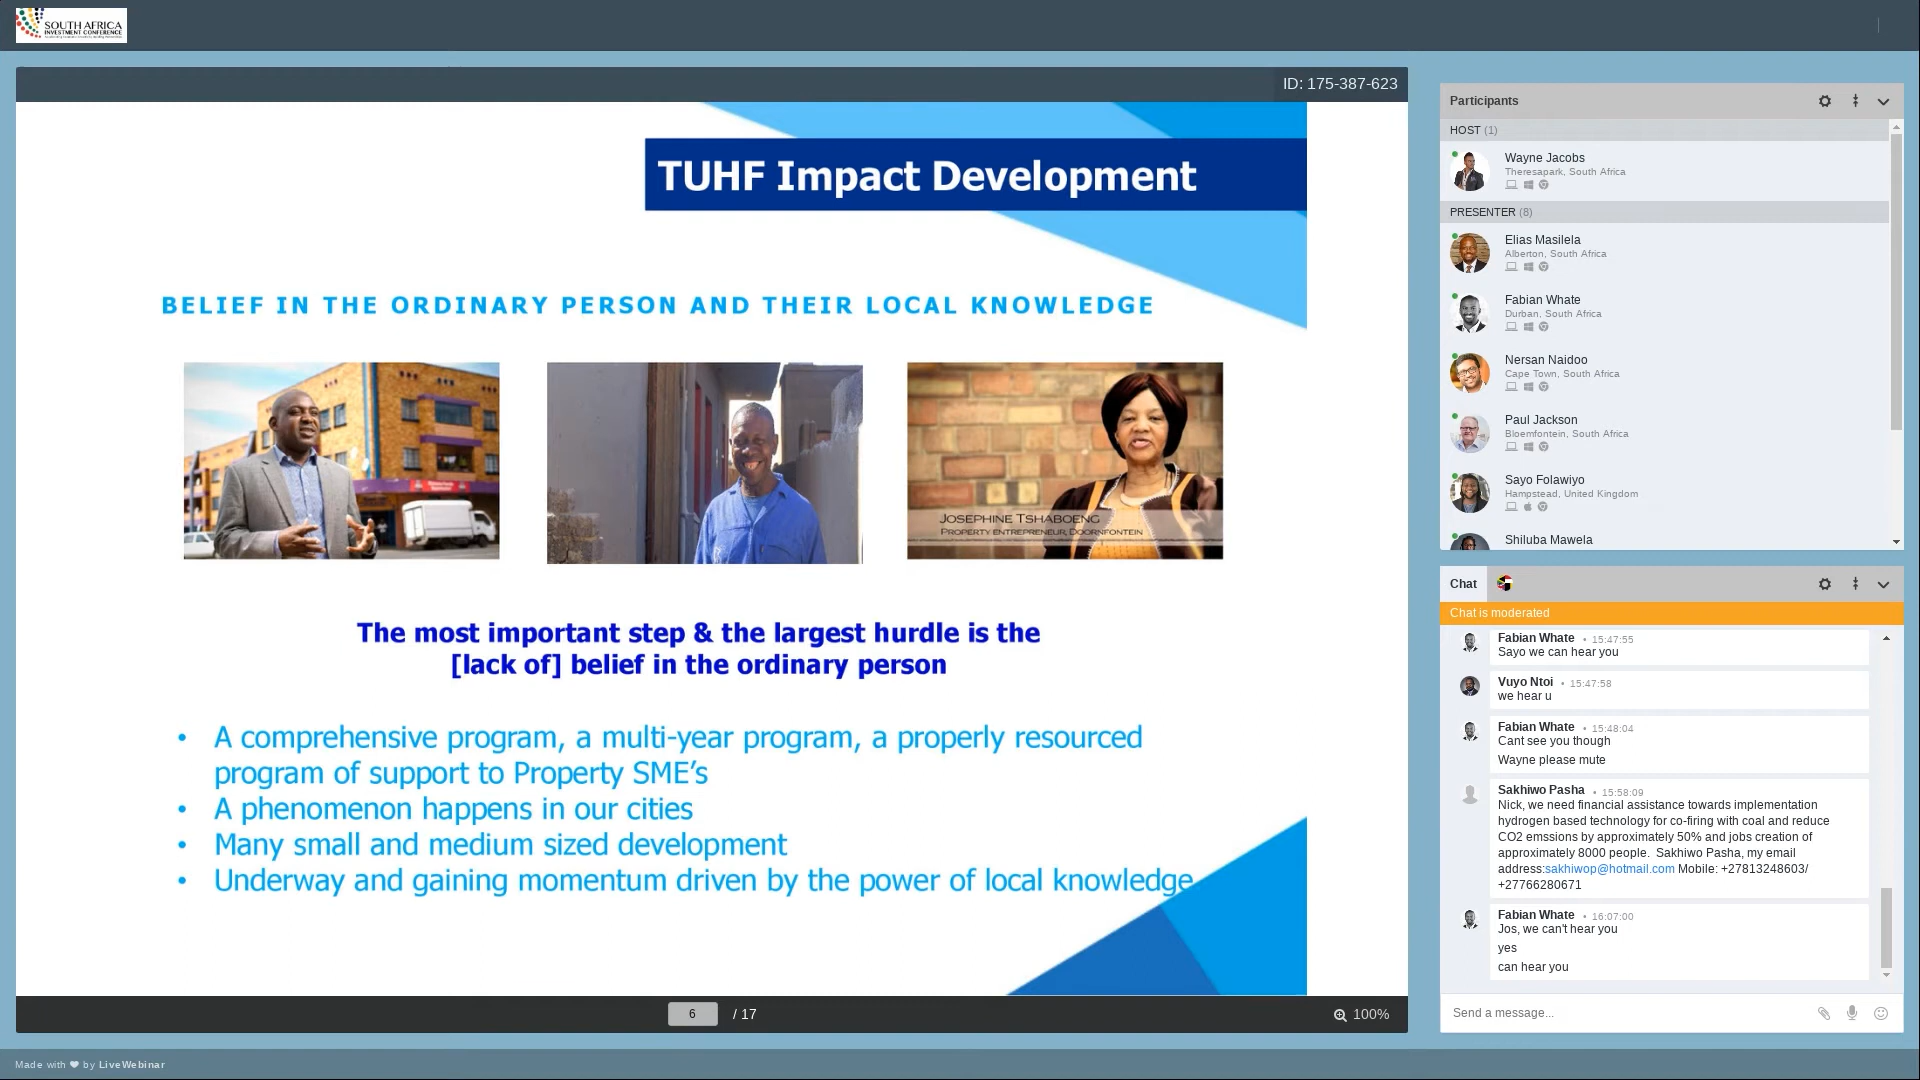 SOUTH AFRICA
INVESTMENT CONFERENCE
ID: 175-387-623
TUHF Impact Development
BELIEF IN THE ORDINARY PERSON AND THEIR LOCAL KNOWLEDGE
JOSEPHINE TSHABOENG
PROPERTY ENTREPRENEUR, DOORNFONTEIN
The most important step & the largest hurdle is the
[lack of] belief in the ordinary person
• A comprehensive program, a multi-year program, a properly resourced
program of support to Property SME’s
• A phenomenon happens in our cities
• Many small and medium sized development
• Underway and gaining momentum driven by the power of local knowledge
6 / 17
100%
Participants
HOST (1)
Wayne Jacobs
Theresapark, South Africa
PRESENTER (8)
Elias Masilela
Alberton, South Africa
Fabian Whate
Durban, South Africa
Nersan Naidoo
Cape Town, South Africa
Paul Jackson
Bloemfontein, South Africa
Sayo Folawiyo
Hampstead, United Kingdom
Shiluba Mawela
Chat
Chat is moderated
Fabian Whate • 15:47:55
Sayo we can hear you
Vuyo Ntoi • 15:47:58
we hear u
Fabian Whate • 15:48:04
Cant see you though
Wayne please mute
Sakhiwo Pasha • 15:58:09
Nick, we need financial assistance towards implementation
hydrogen based technology for co-firing with coal and reduce
CO2 emssions by approximately 50% and jobs creation of
approximately 8000 people. Sakhiwo Pasha, my email
address:sakhiwop@hotmail.com Mobile: +27813248603/
+27766280671
Fabian Whate • 16:07:00
Jos, we can't hear you
yes
can hear you
Send a message...
Made with ♥ by LiveWebinar